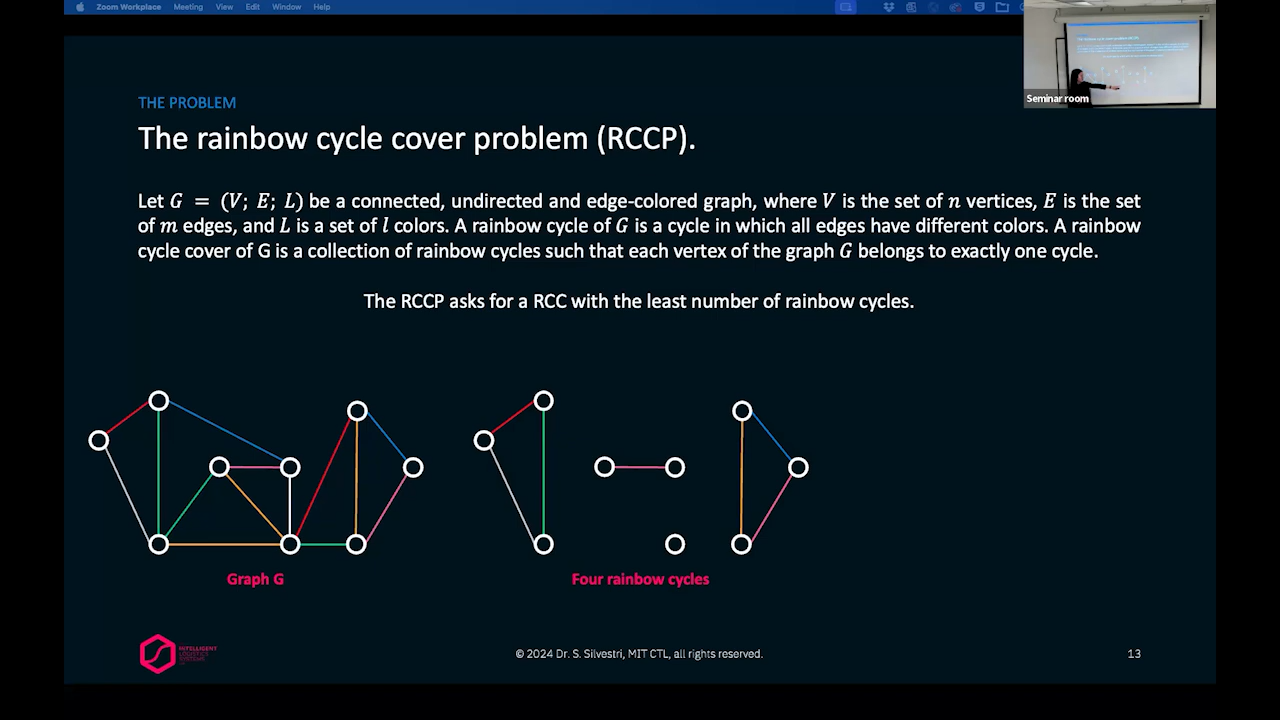 Zoom Workplace Meeting View Edit Window Help
Seminar room
THE PROBLEM
The rainbow cycle cover problem (RCCP).
Let G = (V; E; L) be a connected, undirected and edge-colored graph, where V is the set of n vertices, E is the set
of m edges, and L is a set of l colors. A rainbow cycle of G is a cycle in which all edges have different colors. A rainbow
cycle cover of G is a collection of rainbow cycles such that each vertex of the graph G belongs to exactly one cycle.
The RCCP asks for a RCC with the least number of rainbow cycles.
Graph G
Four rainbow cycles
INTELLIGENT
LOGISTICS
SYSTEMS
© 2024 Dr. S. Silvestri, MIT CTL, all rights reserved.
13